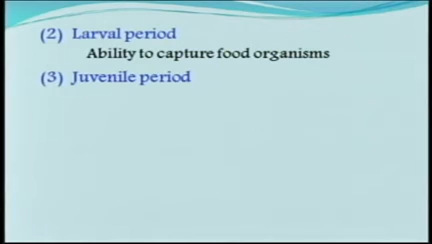 (2) Larval period
Ability to capture food organisms
(3) Juvenile period